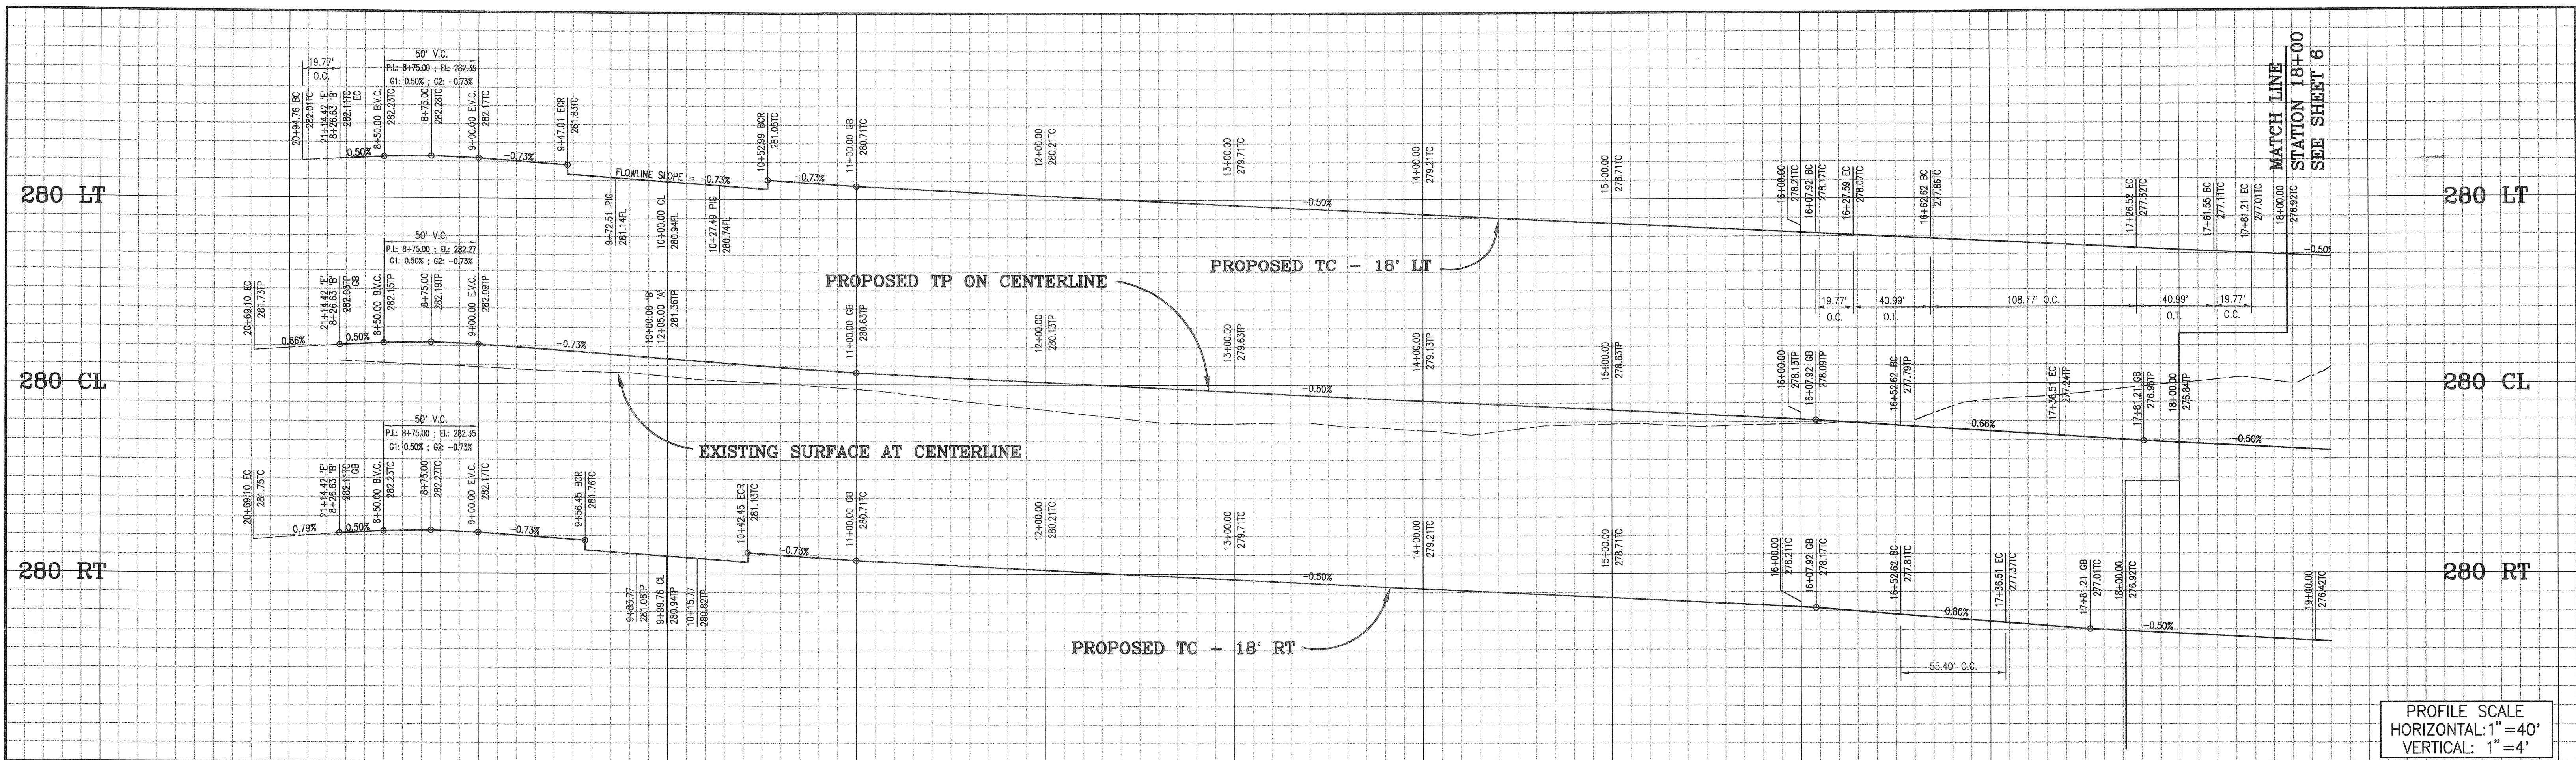 19.77'
O.C.
50' V.C.
P.I.: 8+75.00 ; EL: 282.35
G1: 0.50% ; G2: -0.73%
20+94.76 BC
282.01TC
21+14.42 'E'
8+26.63 'B'
282.11TC
EC
8+50.00 B.V.C.
282.23TC
8+75.00
282.28TC
9+00.00 E.V.C.
282.17TC
0.50%
-0.73%
9+47.01 ECR
281.83TC
FLOWLINE SLOPE = -0.73%
9+72.51 PIG
281.14FL
10+00.00 CL
280.94FL
10+27.49 PIG
280.74FL
10+52.99 BCR
281.05TC
-0.73%
11+00.00 GB
280.71TC
12+00.00
280.21TC
13+00.00
279.71TC
-0.50%
14+00.00
279.21TC
15+00.00
278.71TC
16+00.00
278.21TC
16+07.92 BC
278.17TC
16+27.59 EC
278.07TC
16+62.62 BC
277.86TC
17+26.52 EC
277.32TC
17+61.55 BC
277.11TC
17+81.21 EC
277.01TC
18+00.00
276.92TC
-0.50%
MATCH LINE
STATION 18+00
SEE SHEET 6
280 LT
280 LT
PROPOSED TC - 18' LT
19.77'
O.C.
40.99'
O.T.
108.77' O.C.
40.99'
O.T.
19.77'
O.C.
50' V.C.
P.I.: 8+75.00 ; EL: 282.27
G1: 0.50% ; G2: -0.73%
20+69.10 EC
281.73TP
0.66%
21+14.42 'E'
8+26.63 'B'
282.03TP
GB
0.50%
8+50.00 B.V.C.
282.15TP
8+75.00
282.19TP
9+00.00 E.V.C.
282.09TP
-0.73%
10+00.00 'B'
12+05.00 'A'
281.36TP
PROPOSED TP ON CENTERLINE
11+00.00 GB
280.63TP
12+00.00
280.13TP
13+00.00
279.63TP
-0.50%
14+00.00
279.13TP
15+00.00
278.63TP
16+00.00
278.13TP
16+07.92 GB
278.09TP
16+52.62 BC
277.79TP
-0.66%
17+36.51 EC
277.24TP
17+81.21 GB
276.95TP
18+00.00
276.84TP
-0.50%
280 CL
280 CL
EXISTING SURFACE AT CENTERLINE
50' V.C.
P.I.: 8+75.00 ; EL: 282.35
G1: 0.50% ; G2: -0.73%
20+69.10 EC
281.75TC
0.79%
21+14.42 'E'
8+26.63 'B'
282.11TC
GB
0.50%
8+50.00 B.V.C.
282.23TC
8+75.00
282.27TC
9+00.00 E.V.C.
282.17TC
-0.73%
9+56.45 BCR
281.76TC
9+83.77
281.06TP
9+99.76 CL
280.94TP
10+15.77
280.82TP
10+42.45 ECR
281.13TC
-0.73%
11+00.00 GB
280.71TC
12+00.00
280.21TC
13+00.00
279.71TC
-0.50%
14+00.00
279.21TC
15+00.00
278.71TC
16+00.00
278.21TC
16+07.92 GB
278.17TC
16+52.62 BC
277.81TC
-0.80%
17+36.51 EC
277.37TC
17+81.21 GB
277.01TC
18+00.00
276.92TC
-0.50%
19+00.00
276.42TC
280 RT
280 RT
PROPOSED TC - 18' RT
55.40' O.C.
PROFILE SCALE
HORIZONTAL:1"=40'
VERTICAL: 1"=4'